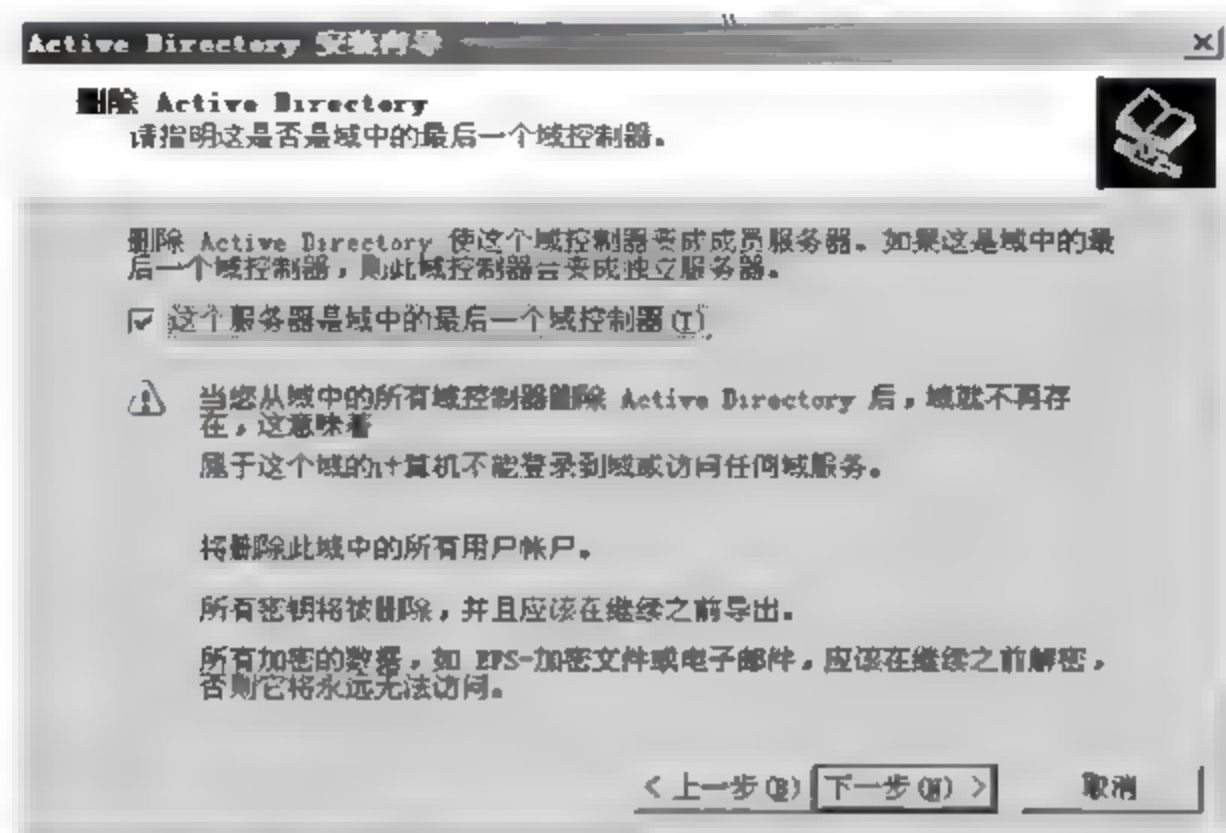 Active Directory 安装向导
删除 Active Directory
请指明这是否是域中的最后一个域控制器。
删除 Active Directory 使这个域控制器变成成员服务器。如果这是域中的最
后一个域控制器，则此域控制器会变成独立服务器。
这个服务器是域中的最后一个域控制器(T)
当您从域中的所有域控制器删除 Active Directory 后，域就不再存
在，这意味着
属于这个域的计算机不能登录到域或访问任何域服务。
将删除此域中的所有用户帐户。
所有密钥将被删除，并且应该在继续之前导出。
所有加密的数据，如 EFS-加密文件或电子邮件，应该在继续之前解密，
否则它将永远无法访问。
< 上一步(B) 下一步(N) > 取消